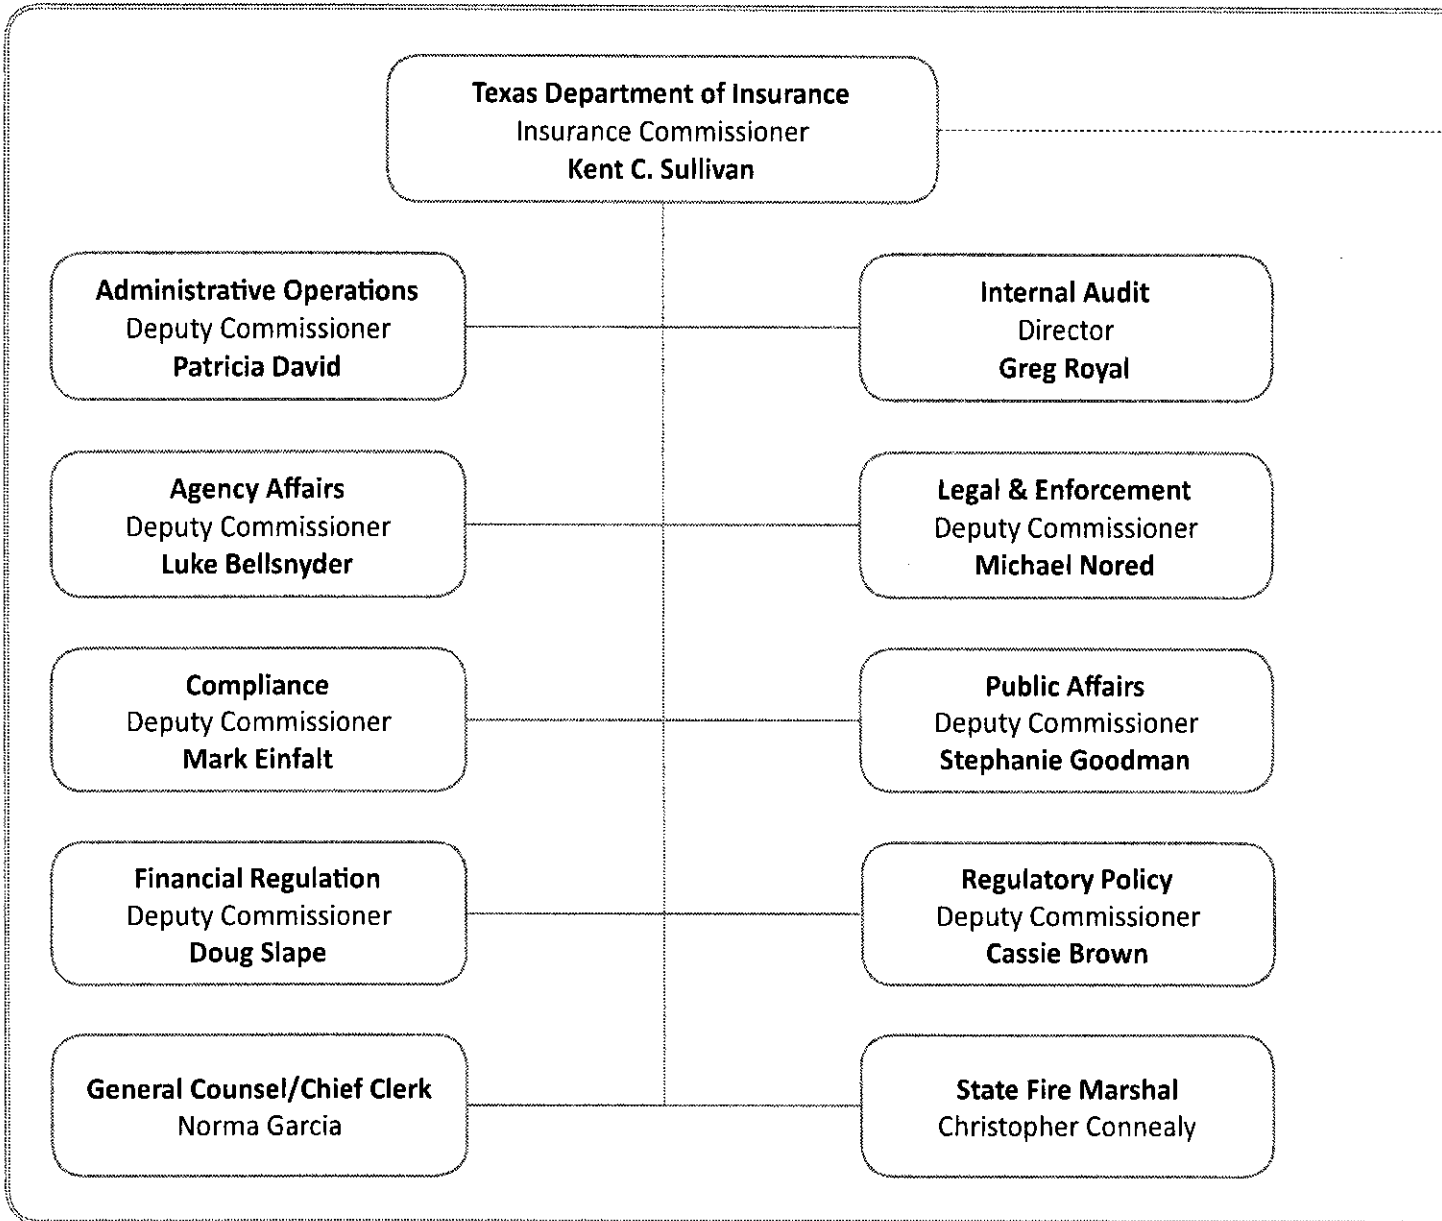 Texas Department of Insurance
Insurance Commissioner
Kent C. Sullivan
Administrative Operations
Deputy Commissioner
Patricia David
Internal Audit
Director
Greg Royal
Agency Affairs
Deputy Commissioner
Luke Bellsnyder
Legal & Enforcement
Deputy Commissioner
Michael Nored
Compliance
Deputy Commissioner
Mark Einfalt
Public Affairs
Deputy Commissioner
Stephanie Goodman
Financial Regulation
Deputy Commissioner
Doug Slape
Regulatory Policy
Deputy Commissioner
Cassie Brown
General Counsel/Chief Clerk
Norma Garcia
State Fire Marshal
Christopher Connealy